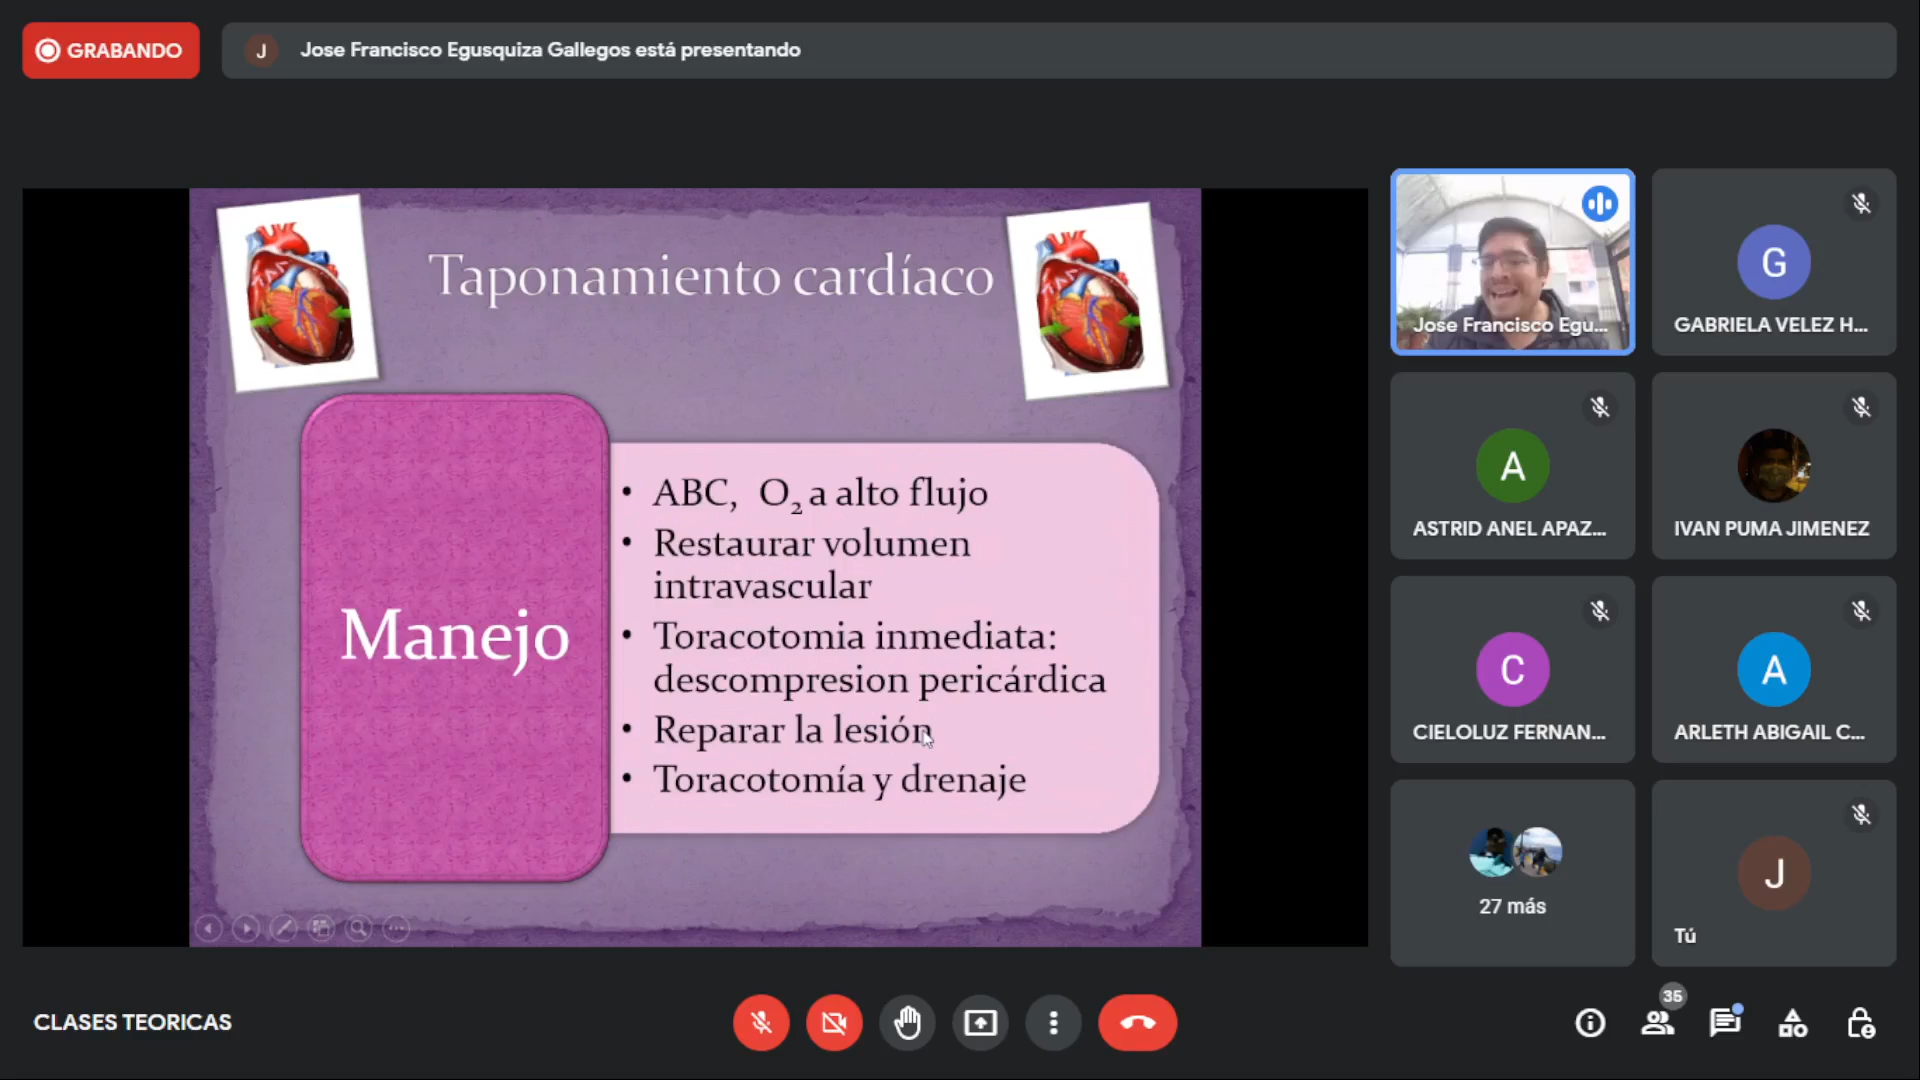 GRABANDO
J
Jose Francisco Egusquiza Gallegos está presentando
Taponamiento cardíaco
Manejo
• ABC, O₂ a alto flujo
• Restaurar volumen
intravascular
• Toracotomia inmediata:
descompresion pericárdica
• Reparar la lesión
• Toracotomía y drenaje
Jose Francisco Egu...
G
GABRIELA VELEZ H...
A
ASTRID ANEL APAZ...
IVAN PUMA JIMENEZ
C
CIELOLUZ FERNAN...
A
ARLETH ABIGAIL C...
27 más
J
Tú
CLASES TEORICAS
35